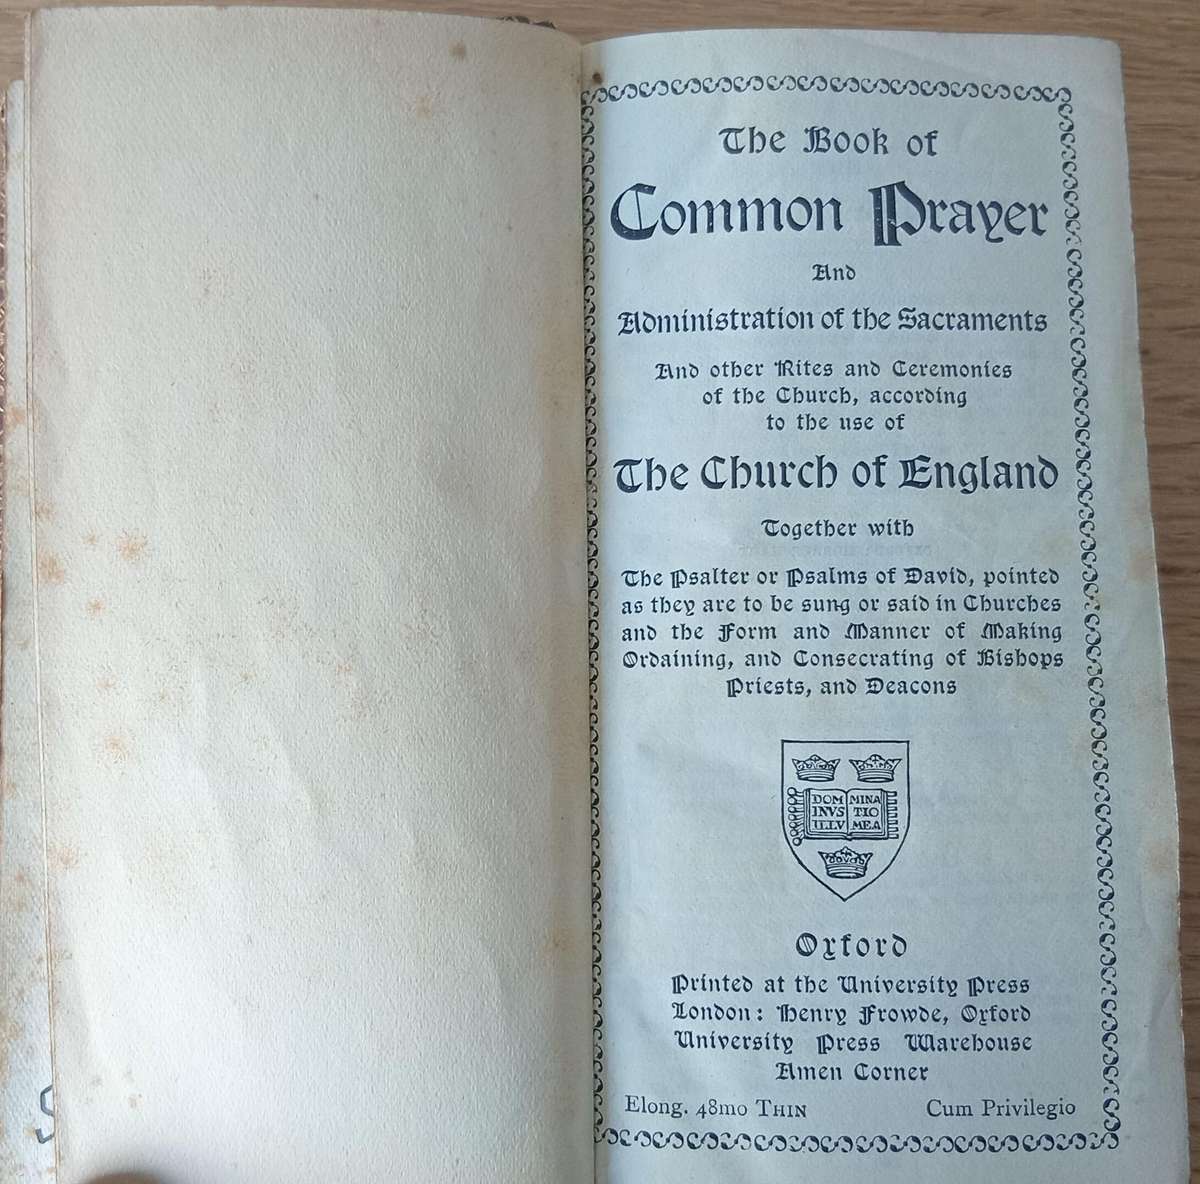 The Book of
Common Prayer
And
Administration of the Sacraments
And other Rites and Ceremonies
of the Church, according
to the use of
The Church of England
Together with
The Psalter or Psalms of David, pointed
as they are to be sung or said in Churches
and the Form and Manner of Making
Ordaining, and Consecrating of Bishops
Priests, and Deacons
DOM MINA
INVS TIO
ILLV MEA
Oxford
Printed at the University Press
London: Henry Frowde, Oxford
University Press Warehouse
Amen Corner
Elong. 48mo THIN Cum Privilegio